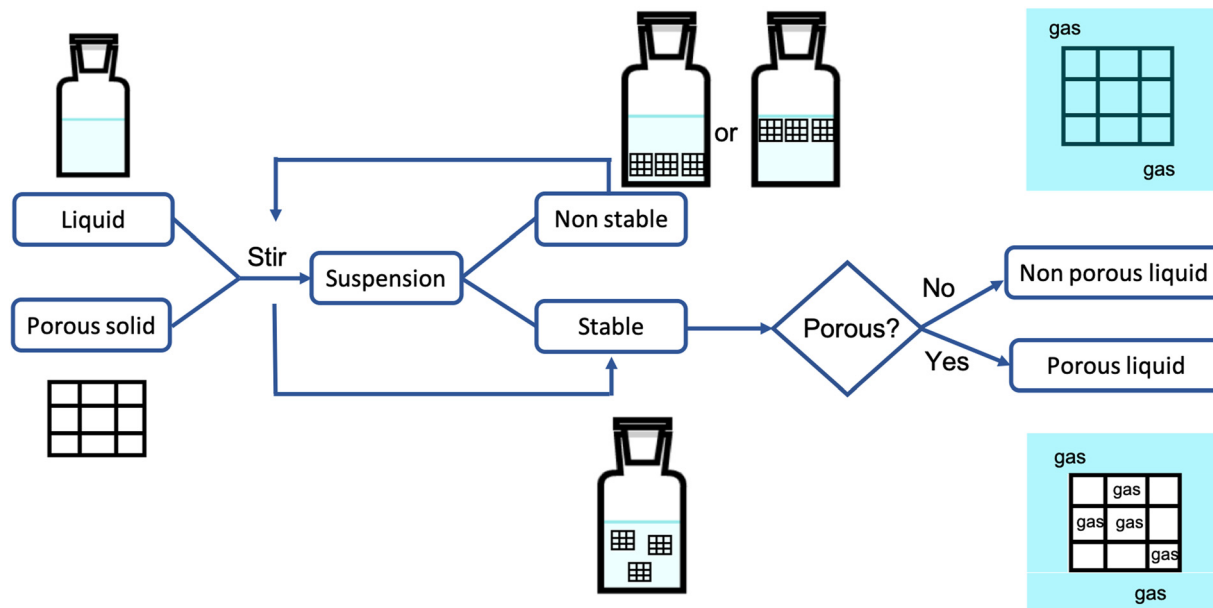 gas
or
gas
Liquid
Non stable
Stir
Suspension
Non porous liquid
No
Porous solid
Stable
Porous?
Yes
Porous liquid
gas
gas
gas
gas
gas
gas